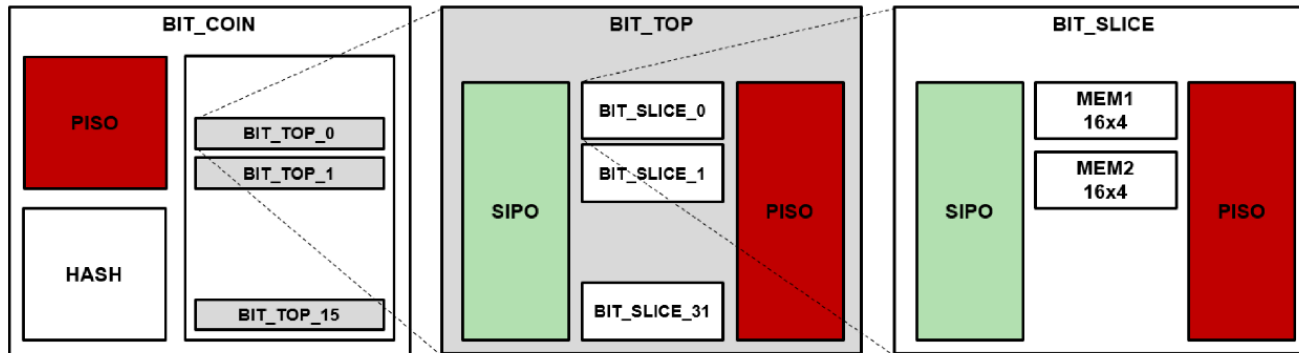 BIT_COIN
PISO
HASH
BIT_TOP_0
BIT_TOP_1
BIT_TOP_15
BIT_TOP
SIPO
BIT_SLICE_0
BIT_SLICE_1
BIT_SLICE_31
PISO
BIT_SLICE
SIPO
MEM1
16x4
MEM2
16x4
PISO